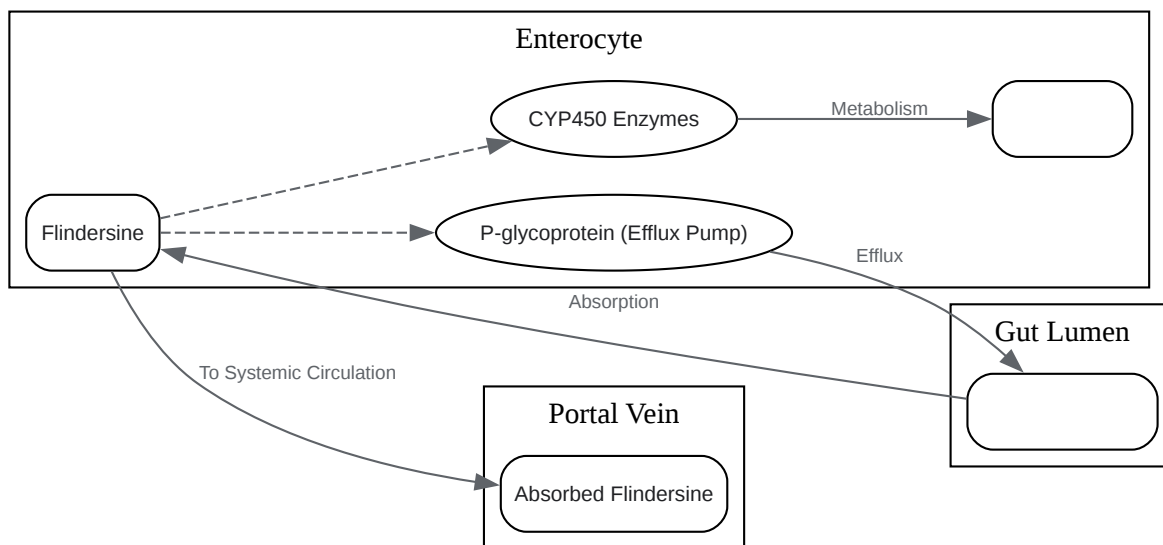 Enterocyte
CYP450 Enzymes
Metabolism
Flindersine
P-glycoprotein (Efflux Pump)
Efflux
Absorption
Gut Lumen
To Systemic Circulation
Portal Vein
Absorbed Flindersine